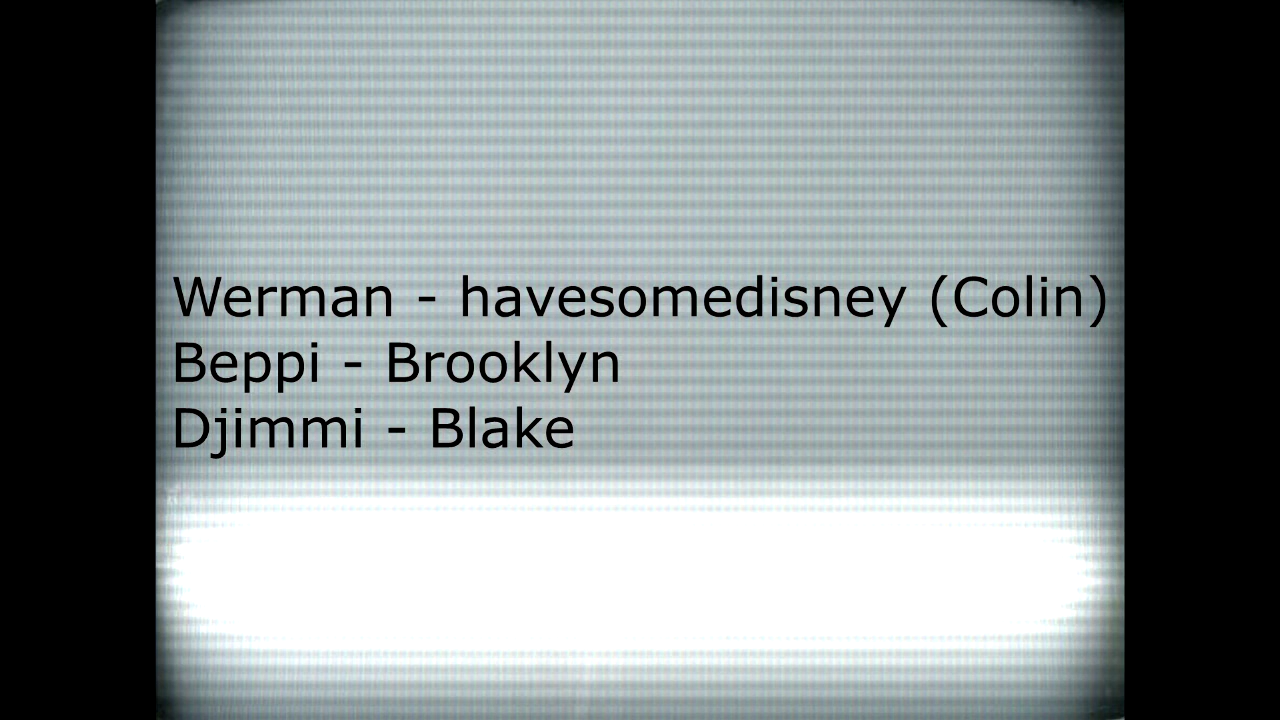 Werman - havesomedisney (Colin)
Beppi - Brooklyn
Djimmi - Blake